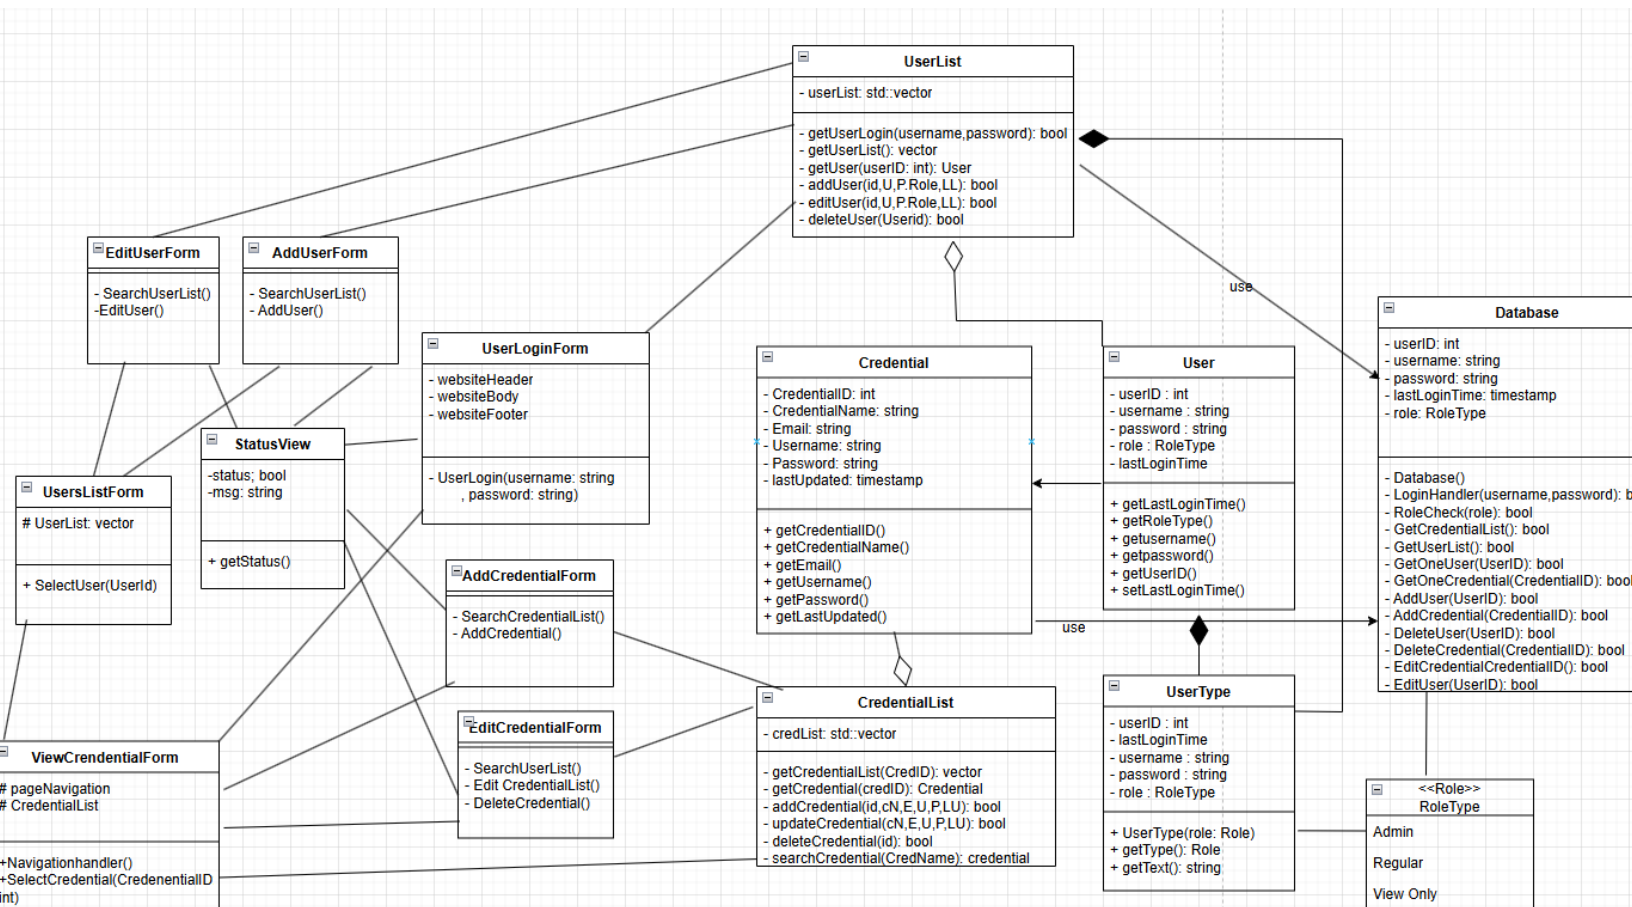 UserList
- userList: std::vector
- getUserLogin(username,password): bool
- getUserList(): vector
- getUser(userID: int): User
- addUser(id,U,P.Role,LL): bool
- editUser(id,U,P.Role,LL): bool
- deleteUser(Userid): bool
EditUserForm
- SearchUserList()
-EditUser()
AddUserForm
- SearchUserList()
- AddUser()
UserLoginForm
- websiteHeader
- websiteBody
- websiteFooter
- UserLogin(username: string
, password: string)
StatusView
-status; bool
-msg: string
+ getStatus()
UsersListForm
# UserList: vector
+ SelectUser(UserId)
Credential
- CredentialID: int
- CredentialName: string
- Email: string
- Username: string
- Password: string
- lastUpdated: timestamp
+ getCredentialID()
+ getCredentialName()
+ getEmail()
+ getUsername()
+ getPassword()
+ getLastUpdated()
User
- userID : int
- username : string
- password : string
- role : RoleType
- lastLoginTime
+ getLastLoginTime()
+ getRoleType()
+ getusername()
+ getpassword()
+ getUserID()
+ setLastLoginTime()
use
use
Database
- userID: int
- username: string
- password: string
- lastLoginTime: timestamp
- role: RoleType
- Database()
- LoginHandler(username,password): b
- RoleCheck(role): bool
- GetCredentialList(): bool
- GetUserList(): bool
- GetOneUser(UserID): bool
- GetOneCredential(CredentialID): bool
- AddUser(UserID): bool
- AddCredential(CredentialID): bool
- DeleteUser(UserID): bool
- DeleteCredential(CredentialID): bool
- EditCredentialCredentialID(): bool
- EditUser(UserID): bool
AddCredentialForm
- SearchCredentialList()
- AddCredential()
EditCredentialForm
- SearchUserList()
- Edit CredentialList()
- DeleteCredential()
CredentialList
- credList: std::vector
- getCredentialList(CredID): vector
- getCredential(credID): Credential
- addCredential(id,cN,E,U,P,LU): bool
- updateCredential(cN,E,U,P,LU): bool
- deleteCredential(id): bool
- searchCredential(CredName): credential
UserType
- userID : int
- lastLoginTime
- username : string
- password : string
- role : RoleType
+ UserType(role: Role)
+ getType(): Role
+ getText(): string
<<Role>>
RoleType
Admin
Regular
View Only
ViewCrendentialForm
# pageNavigation
# CredentialList
+Navigationhandler()
+SelectCredential(CredenentialID
int)